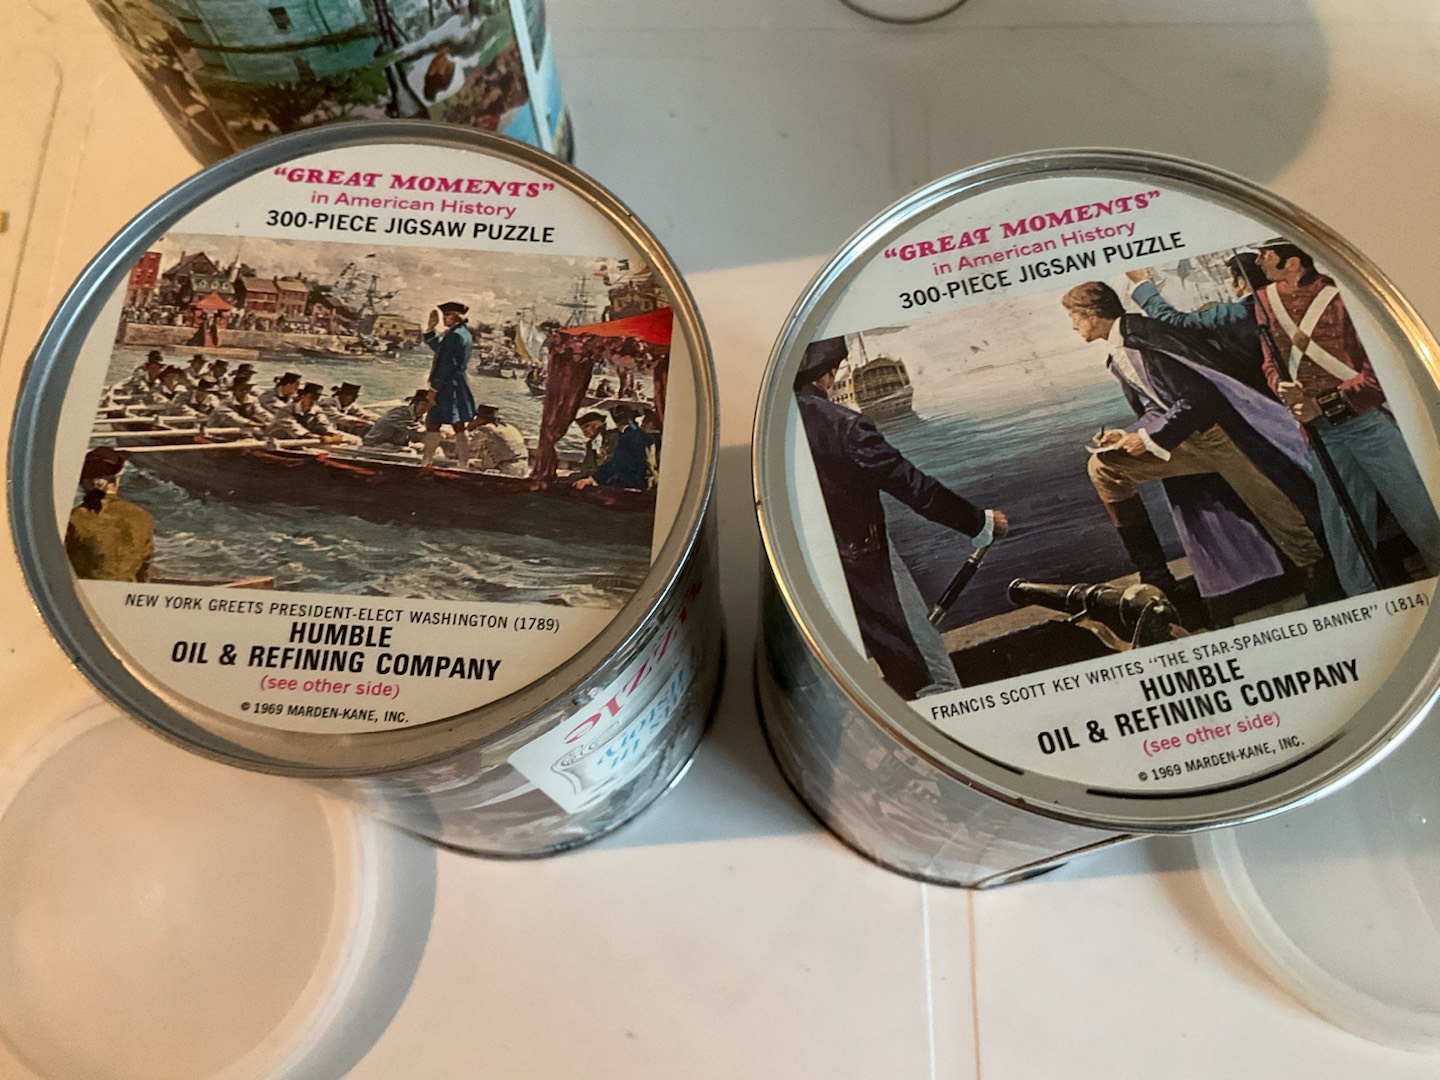 "GREAT MOMENTS"
in American History
300-PIECE JIGSAW PUZZLE
NEW YORK GREETS PRESIDENT-ELECT WASHINGTON (1789)
HUMBLE
OIL & REFINING COMPANY
(see other side)
© 1969 MARDEN-KANE, INC.
"GREAT MOMENTS"
in American History
300-PIECE JIGSAW PUZZLE
FRANCIS SCOTT KEY WRITES "THE STAR-SPANGLED BANNER" (1814)
HUMBLE
OIL & REFINING COMPANY
(see other side)
© 1969 MARDEN-KANE, INC.